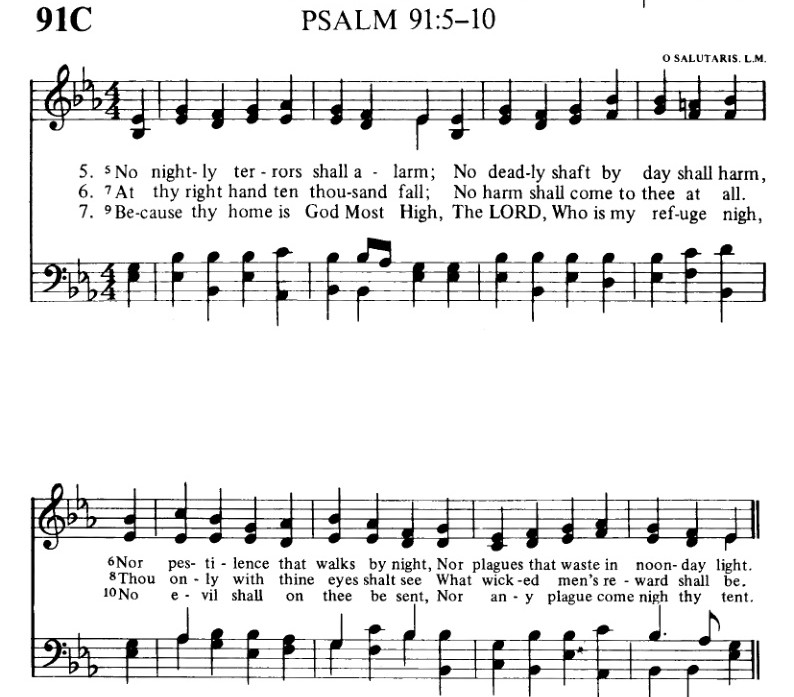 91C PSALM 91:5–10
O SALUTARIS. L.M.
5. ⁵No night-ly ter-rors shall a-larm; No dead-ly shaft by day shall harm,
6. ⁷At thy right hand ten thou-sand fall; No harm shall come to thee at all.
7. ⁹Be-cause thy home is God Most High, The LORD, Who is my ref-uge nigh,
⁶Nor pes-ti-lence that walks by night, Nor plagues that waste in noon-day light.
⁸Thou on-ly with thine eyes shalt see What wick-ed men's re-ward shall be.
¹⁰No e-vil shall on thee be sent, Nor an-y plague come nigh thy tent.